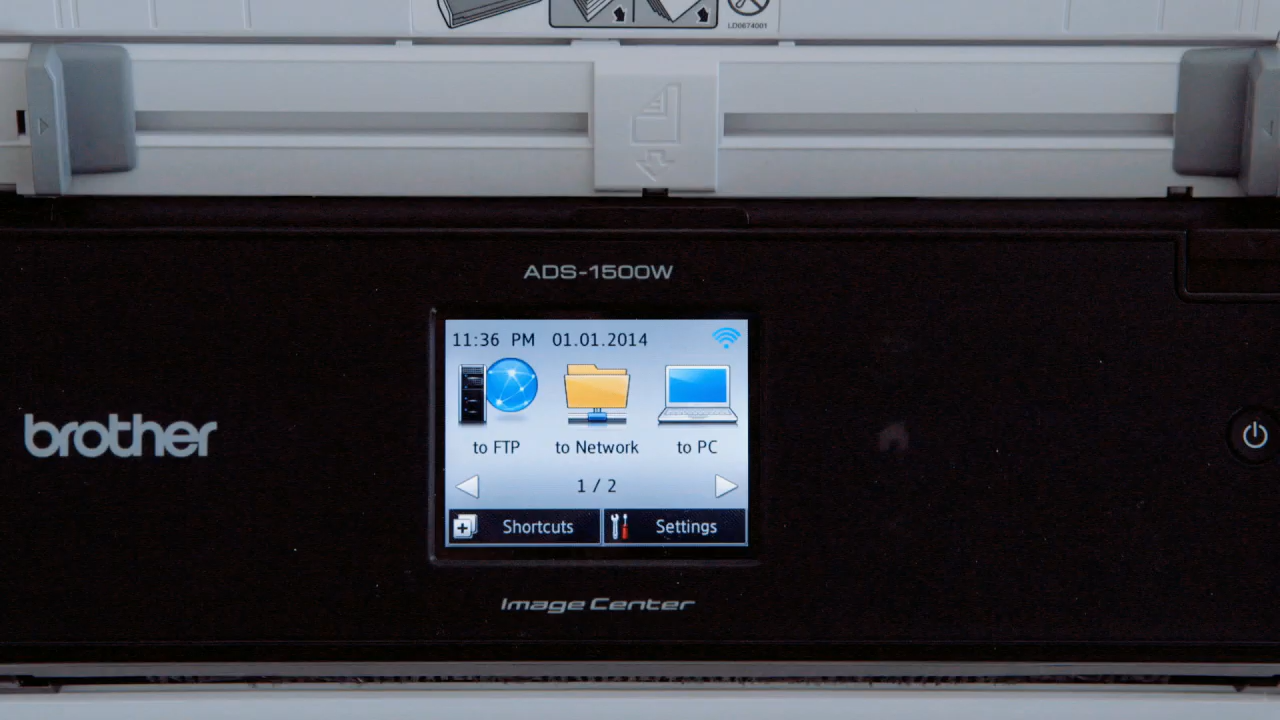 LD0674001
ADS-1500W
11:36 PM 01.01.2014
to FTP to Network to PC
1 / 2
Shortcuts Settings
brother
Image Center